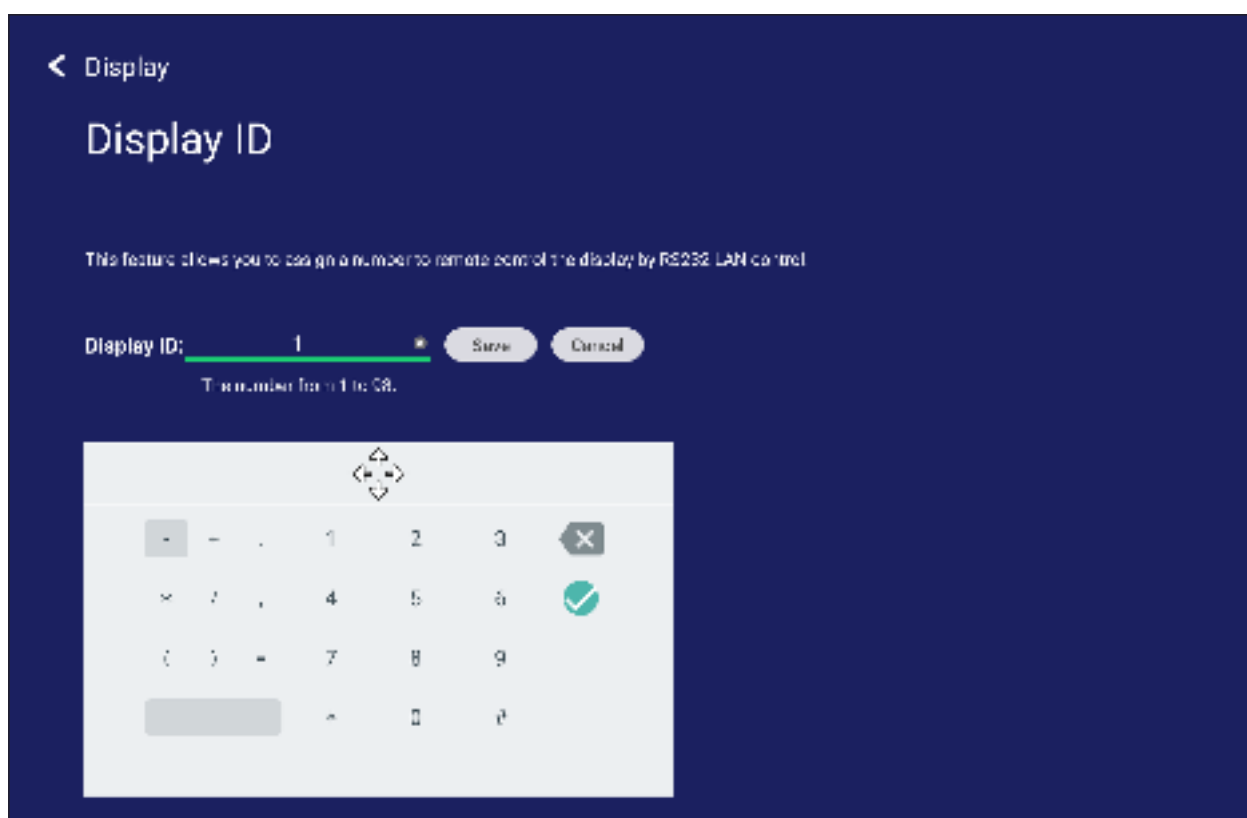 Display
Display ID
This feature allows you to assign a number to remote control the display by RS232 LAN control
Display ID: 1 Save Cancel
The number from 1 to 98.
1 2 3
* / , 4 5 6
( ) = 7 8 9
0